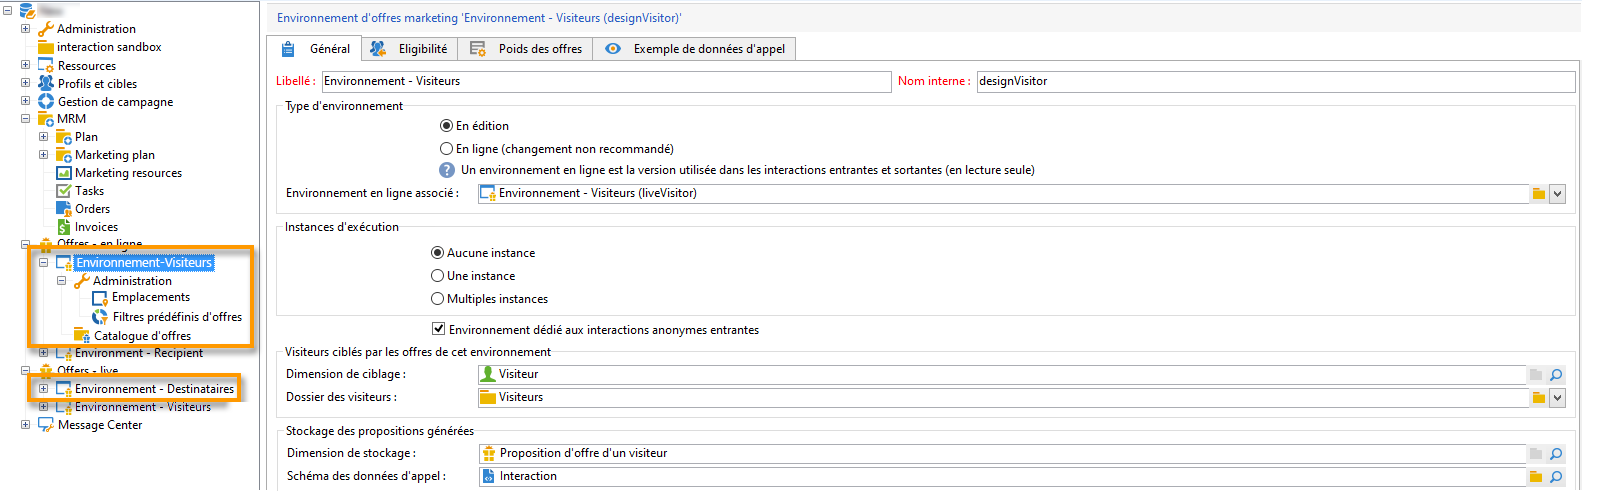 Administration
interaction sandbox
Ressources
Profils et cibles
Gestion de campagne
MRM
Plan
Marketing plan
Marketing resources
Tasks
Orders
Invoices
Offres - en ligne
Environnement-Visiteurs
Administration
Emplacements
Filtres prédéfinis d'offres
Catalogue d'offres
Environment - Recipient
Offers - live
Environnement - Destinataires
Environnement - Visiteurs
Message Center
Environnement d'offres marketing 'Environnement - Visiteurs (designVisitor)'
Général Eligibilité Poids des offres Exemple de données d'appel
Libellé : Environnement - Visiteurs Nom interne : designVisitor
Type d'environnement
En édition
En ligne (changement non recommandé)
? Un environnement en ligne est la version utilisée dans les interactions entrantes et sortantes (en lecture seule)
Environnement en ligne associé : Environnement - Visiteurs (liveVisitor)
Instances d'exécution
Aucune instance
Une instance
Multiples instances
Environnement dédié aux interactions anonymes entrantes
Visiteurs ciblés par les offres de cet environnement
Dimension de ciblage : Visiteur
Dossier des visiteurs : Visiteurs
Stockage des propositions générées
Dimension de stockage : Proposition d'offre d'un visiteur
Schéma des données d'appel : Interaction